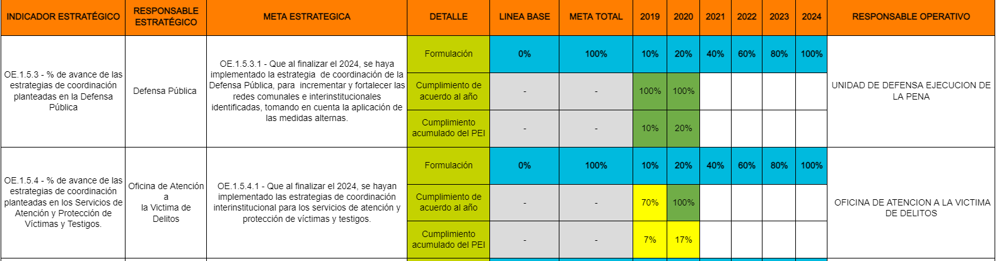 INDICADOR ESTRATÉGICO RESPONSABLE ESTRATÉGICO META ESTRATEGICA DETALLE LINEA BASE META TOTAL 2019 2020 2021 2022 2023 2024 RESPONSABLE OPERATIVO
OE.1.5.3 - % de avance de las
estrategias de coordinación
planteadas en la Defensa
Pública
Defensa Pública
OE.1.5.3.1 - Que al finalizar el 2024, se haya
implementado la estrategia de coordinación de la
Defensa Pública, para incrementar y fortalecer las
redes comunales e interinstitucionales
identificadas, tomando en cuenta la aplicación de
las medidas alternas.
Formulación 0% 100% 10% 20% 40% 60% 80% 100%
Cumplimiento de
acuerdo al año - - 100% 100%
Cumplimiento
acumulado del PEI - - 10% 20%
UNIDAD DE DEFENSA EJECUCION DE
LA PENA
OE.1.5.4 - % de avance de las
estrategias de coordinación
planteadas en los Servicios de
Atención y Protección de
Víctimas y Testigos.
Oficina de Atención
a
la Victima de
Delitos
OE.1.5.4.1 - Que al finalizar el 2024, se hayan
implementado las estrategias de coordinación
interinstitucional para los servicios de atención y
protección de víctimas y testigos.
Formulación 0% 100% 10% 20% 40% 60% 80% 100%
Cumplimiento de
acuerdo al año - - 70% 100%
Cumplimiento
acumulado del PEI - - 7% 17%
OFICINA DE ATENCION A LA VICTIMA
DE DELITOS